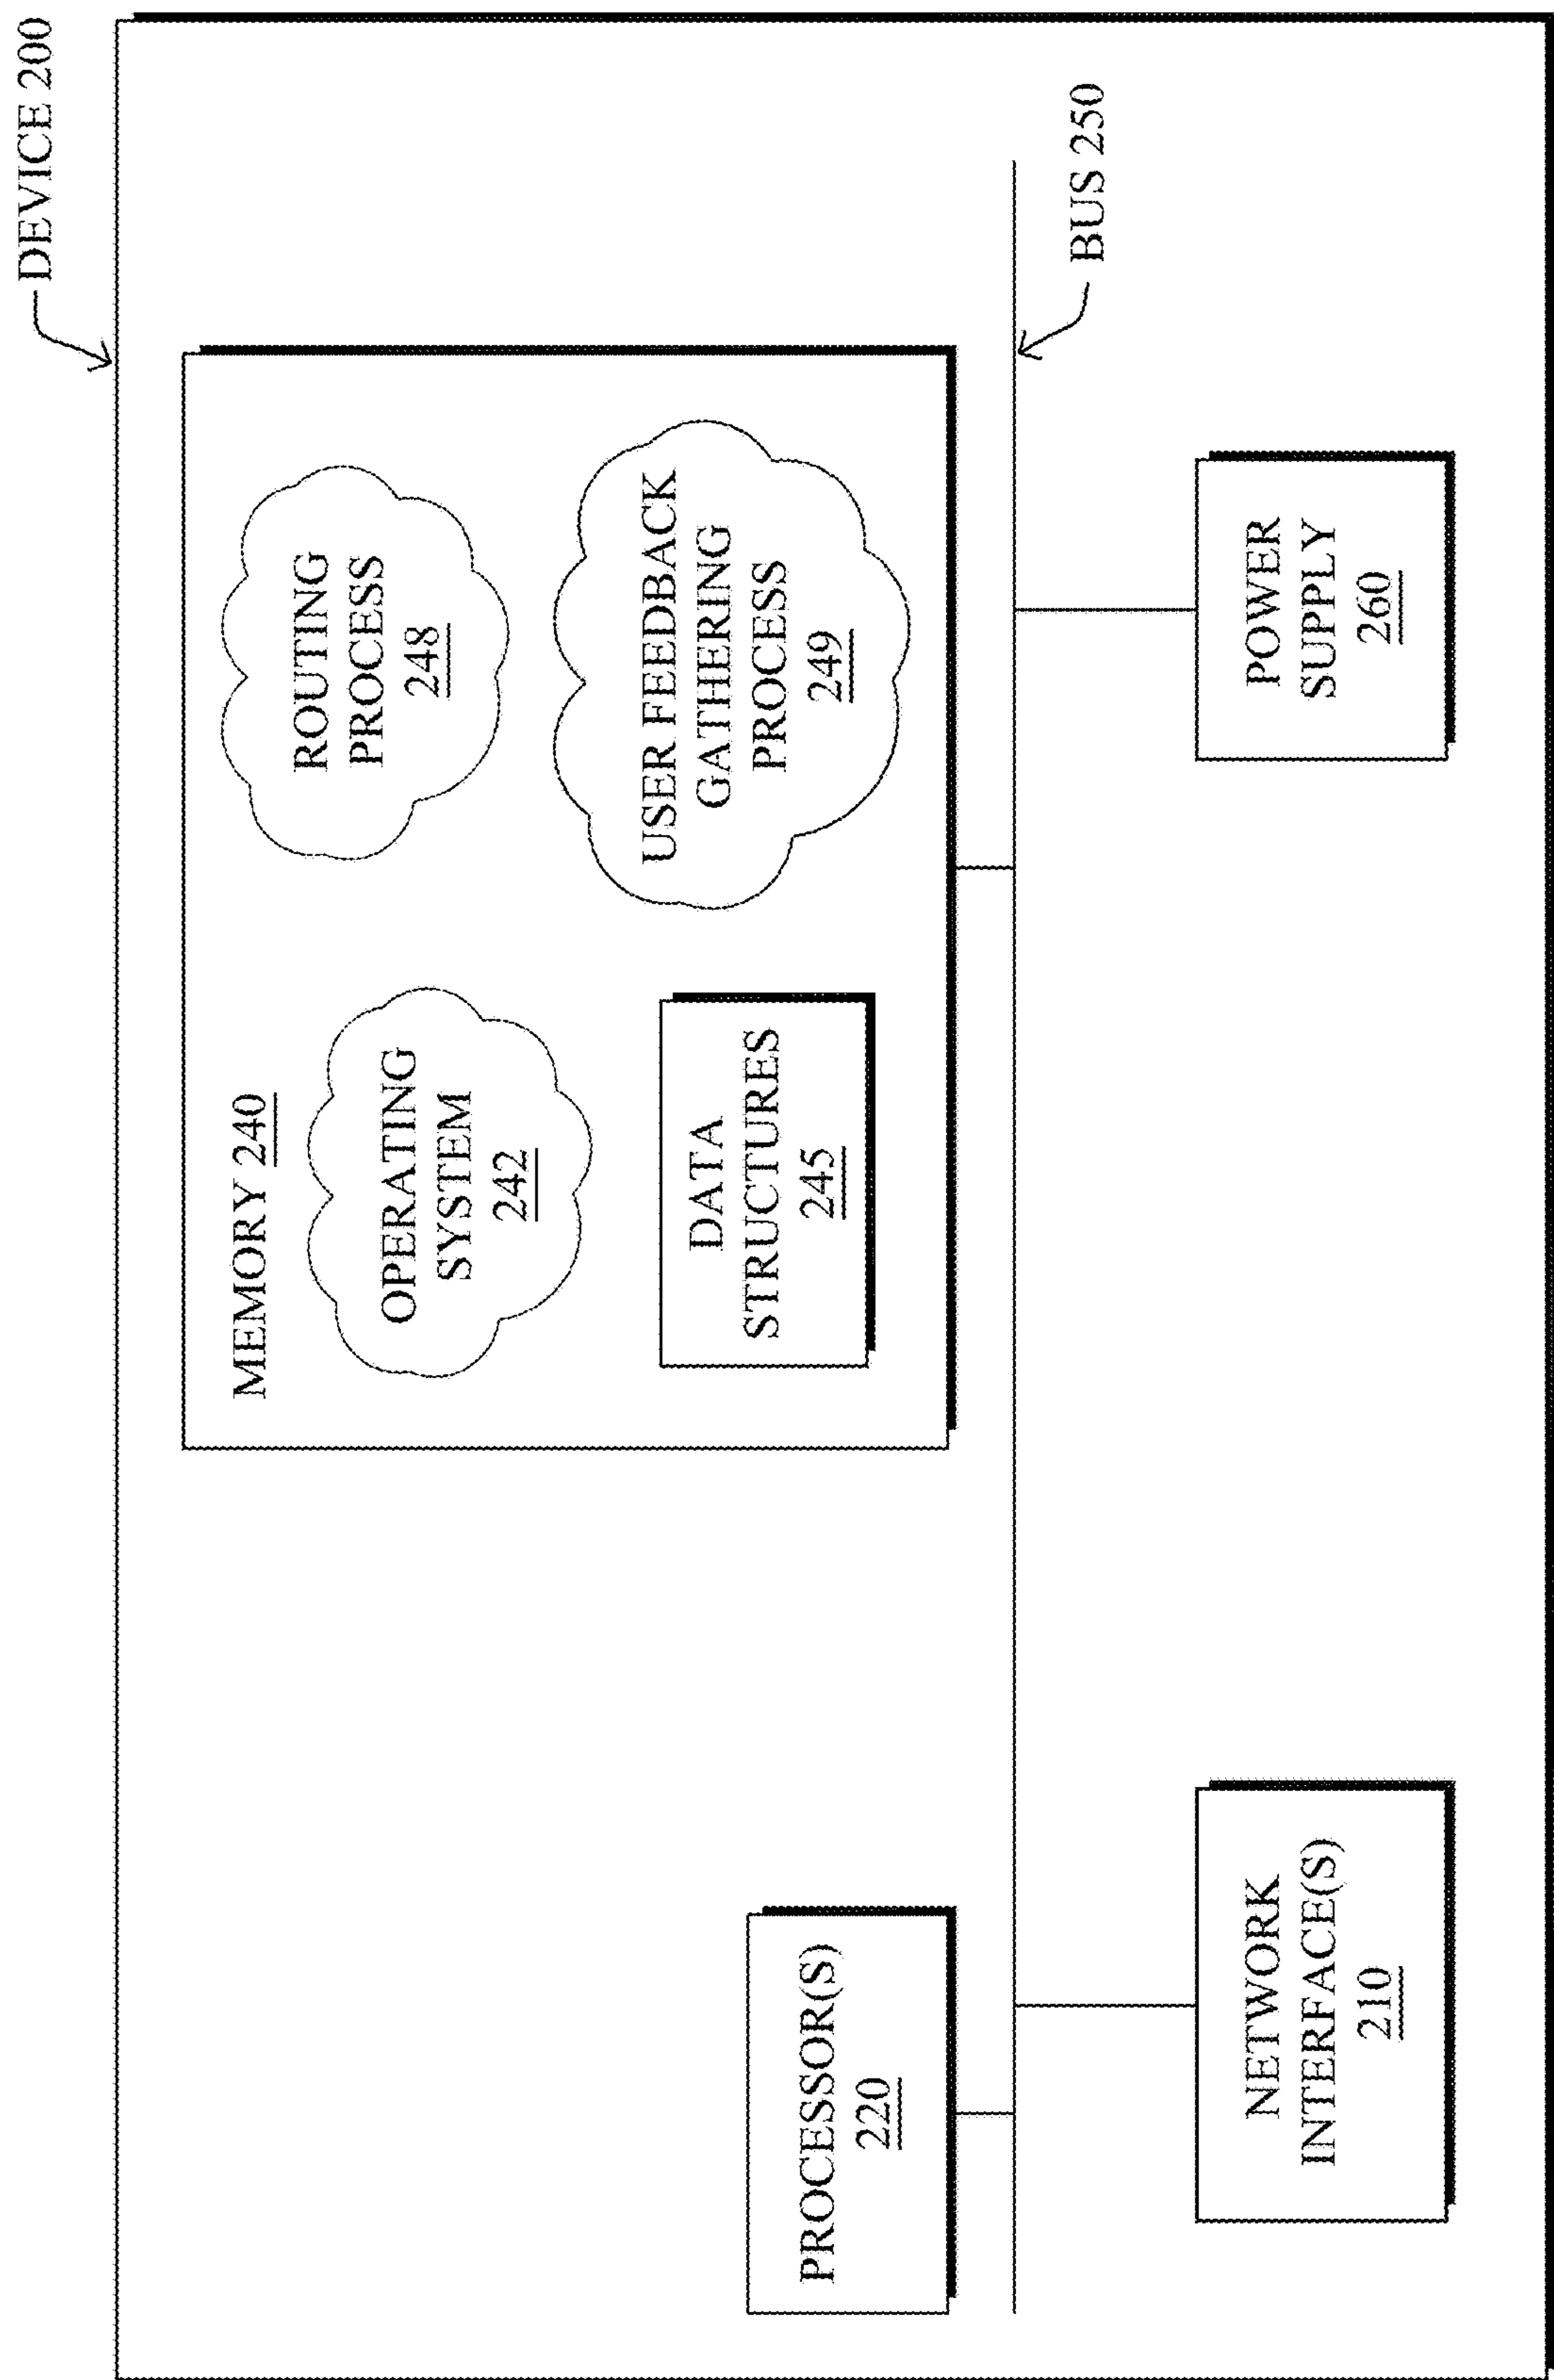 DEVICE 200
MEMORY 240
OPERATING
SYSTEM
242
ROUTING
PROCESS
248
DATA
STRUCTURES
245
USER FEEDBACK
GATHERING
PROCESS
249
PROCESSOR(S)
220
BUS 250
NETWORK
INTERFACE(S)
210
POWER
SUPPLY
260